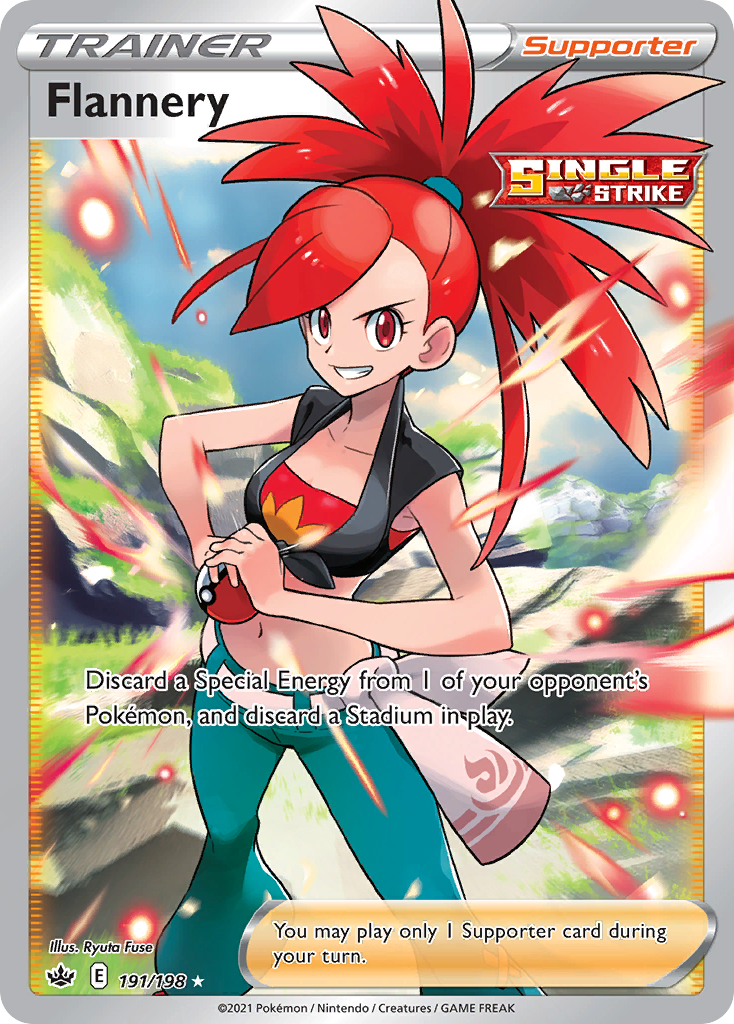 TRAINER
Supporter
Flannery
SINGLE
STRIKE
Discard a Special Energy from 1 of your opponent's
Pokémon, and discard a Stadium in play.
You may play only 1 Supporter card during
your turn.
Illus. Ryuta Fuse
E 191/198 ★
©2021 Pokémon / Nintendo / Creatures / GAME FREAK